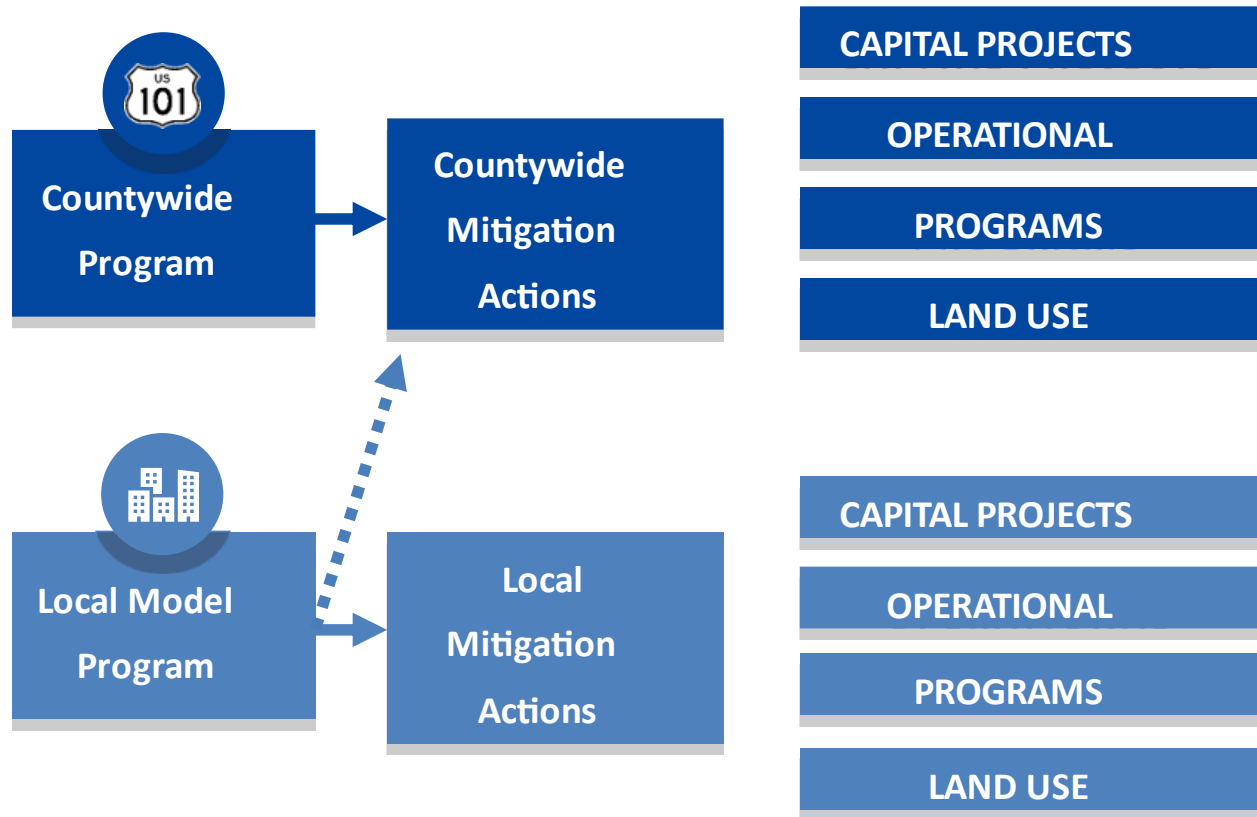 US
101
Countywide
Program
Countywide
Mitigation
Actions
CAPITAL PROJECTS
OPERATIONAL
PROGRAMS
LAND USE
Local Model
Program
Local
Mitigation
Actions
CAPITAL PROJECTS
OPERATIONAL
PROGRAMS
LAND USE